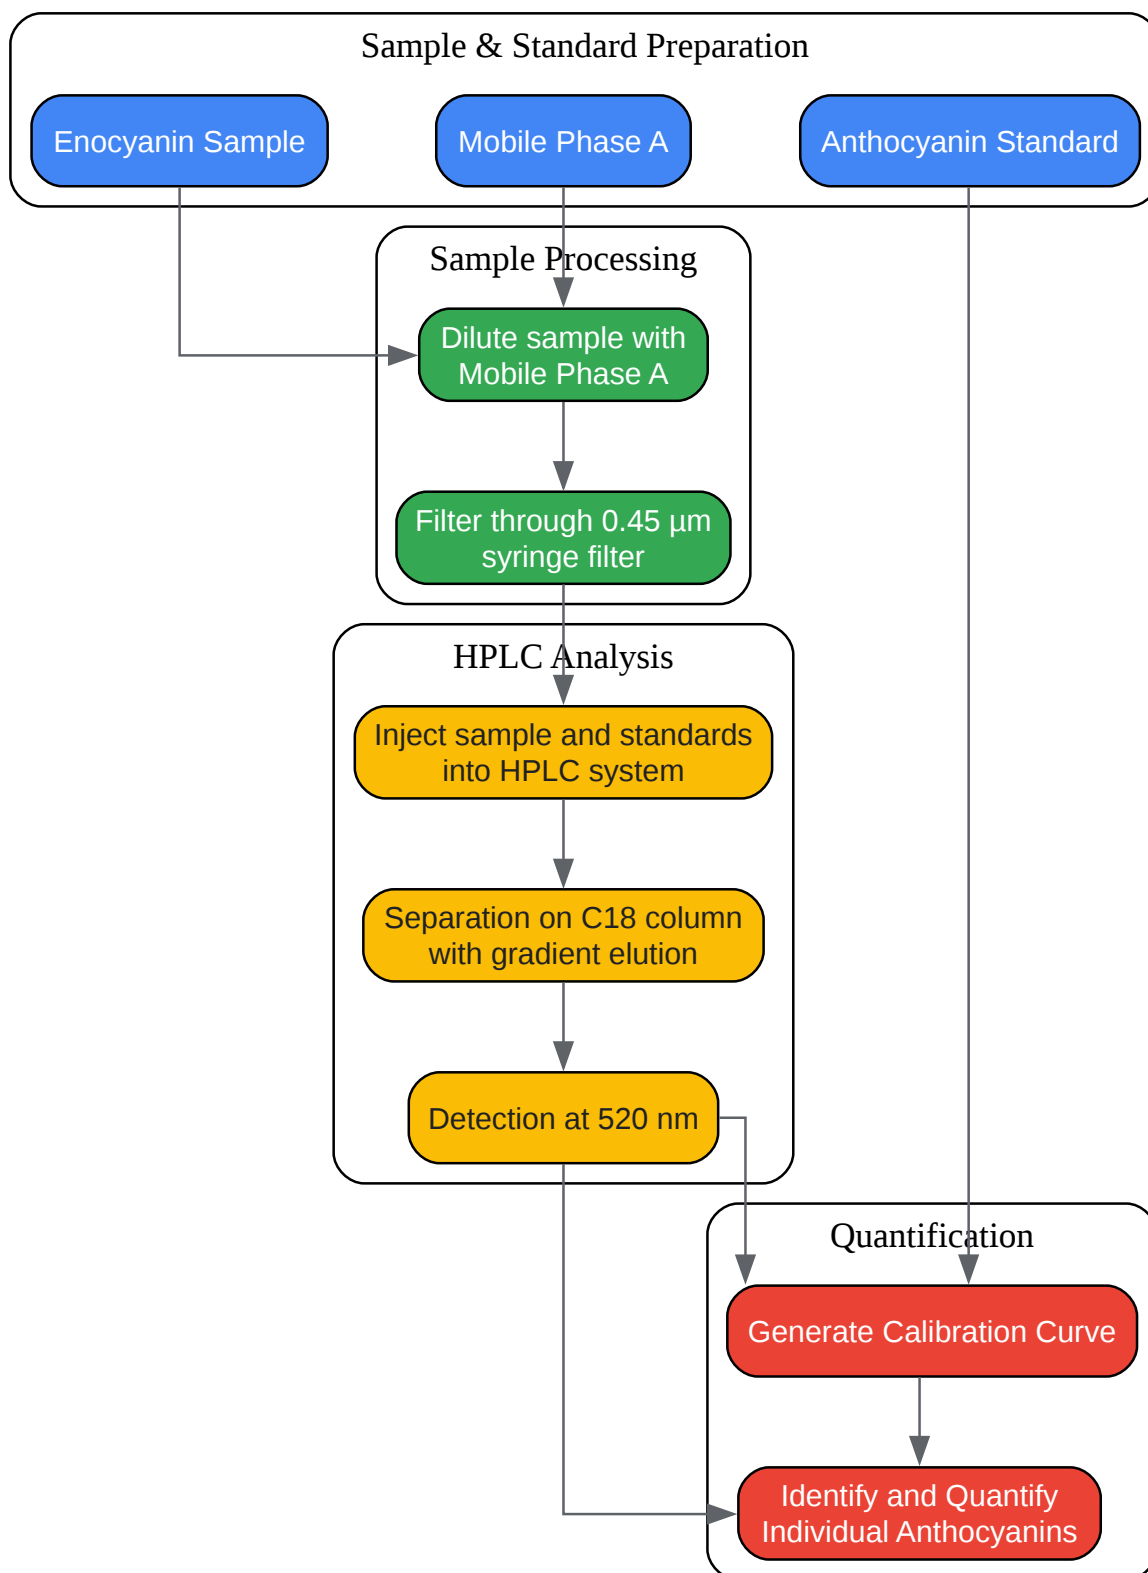 Sample & Standard Preparation
Enocyanin Sample
Mobile Phase A
Anthocyanin Standard
Sample Processing
Dilute sample with
Mobile Phase A
Filter through 0.45 µm
syringe filter
HPLC Analysis
Inject sample and standards
into HPLC system
Separation on C18 column
with gradient elution
Detection at 520 nm
Quantification
Generate Calibration Curve
Identify and Quantify
Individual Anthocyanins